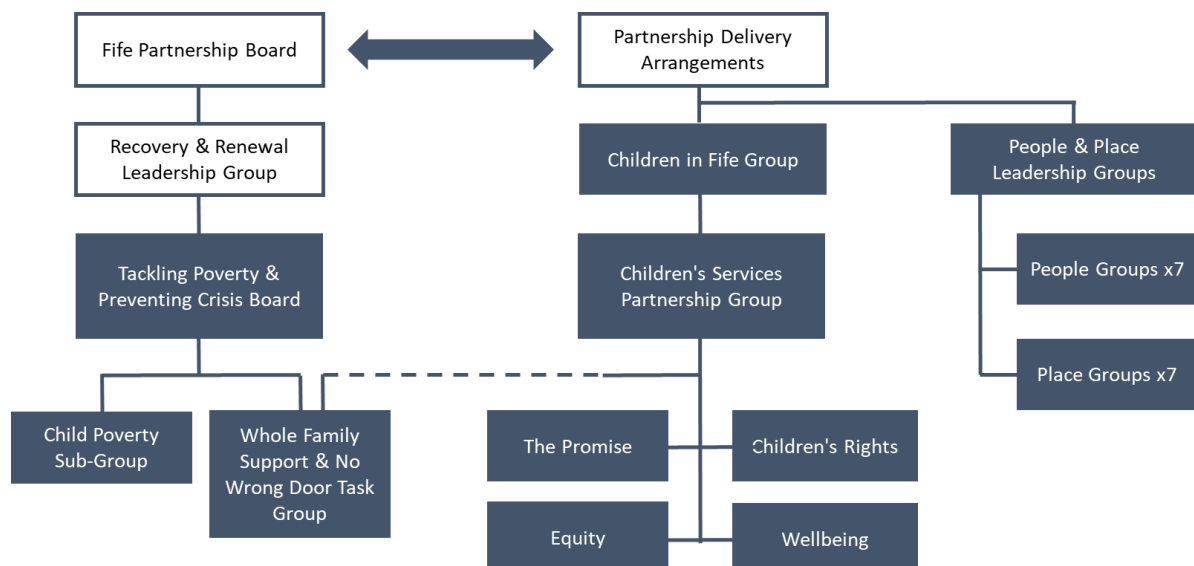 Fife Partnership Board
Partnership Delivery
Arrangements
Recovery & Renewal
Leadership Group
Children in Fife Group
People & Place
Leadership Groups
Tackling Poverty &
Preventing Crisis Board
Children's Services
Partnership Group
People Groups x7
Place Groups x7
Child Poverty
Sub-Group
Whole Family
Support & No
Wrong Door Task
Group
The Promise
Children's Rights
Equity
Wellbeing